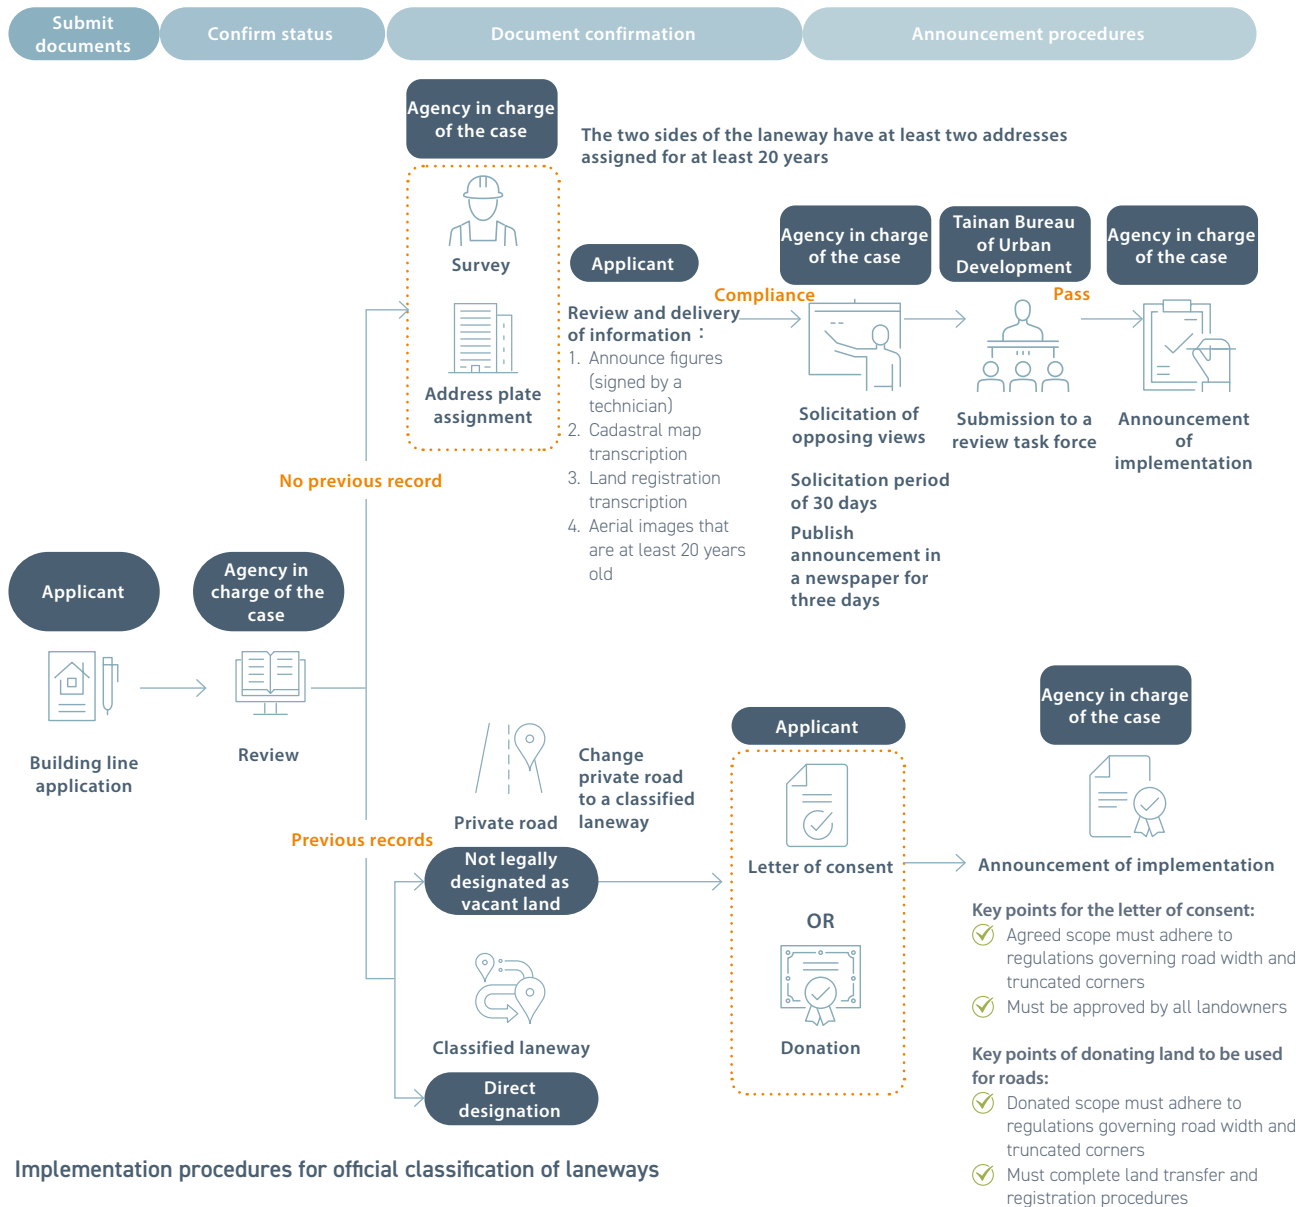 Submit
documents
Confirm status
Document confirmation
Announcement procedures
Agency in charge
of the case
The two sides of the laneway have at least two addresses
assigned for at least 20 years
Survey
Address plate
assignment
Applicant
Review and delivery
of information：
1. Announce figures
(signed by a
technician)
2. Cadastral map
transcription
3. Land registration
transcription
4. Aerial images that
are at least 20 years
old
Compliance
Agency in charge
of the case
Solicitation of
opposing views
Solicitation period
of 30 days
Publish
announcement in
a newspaper for
three days
Tainan Bureau
of Urban
Development
Submission to a
review task force
Pass
Agency in charge
of the case
Announcement
of
implementation
No previous record
Applicant
Building line
application
Agency in
charge of the
case
Review
Previous records
Private road
Change
private road
to a classified
laneway
Not legally
designated as
vacant land
Classified laneway
Direct
designation
Applicant
Letter of consent
OR
Donation
Agency in charge
of the case
Announcement of implementation
Key points for the letter of consent:
Agreed scope must adhere to
regulations governing road width and
truncated corners
Must be approved by all landowners
Key points of donating land to be used
for roads:
Donated scope must adhere to
regulations governing road width and
truncated corners
Must complete land transfer and
registration procedures
Implementation procedures for official classification of laneways